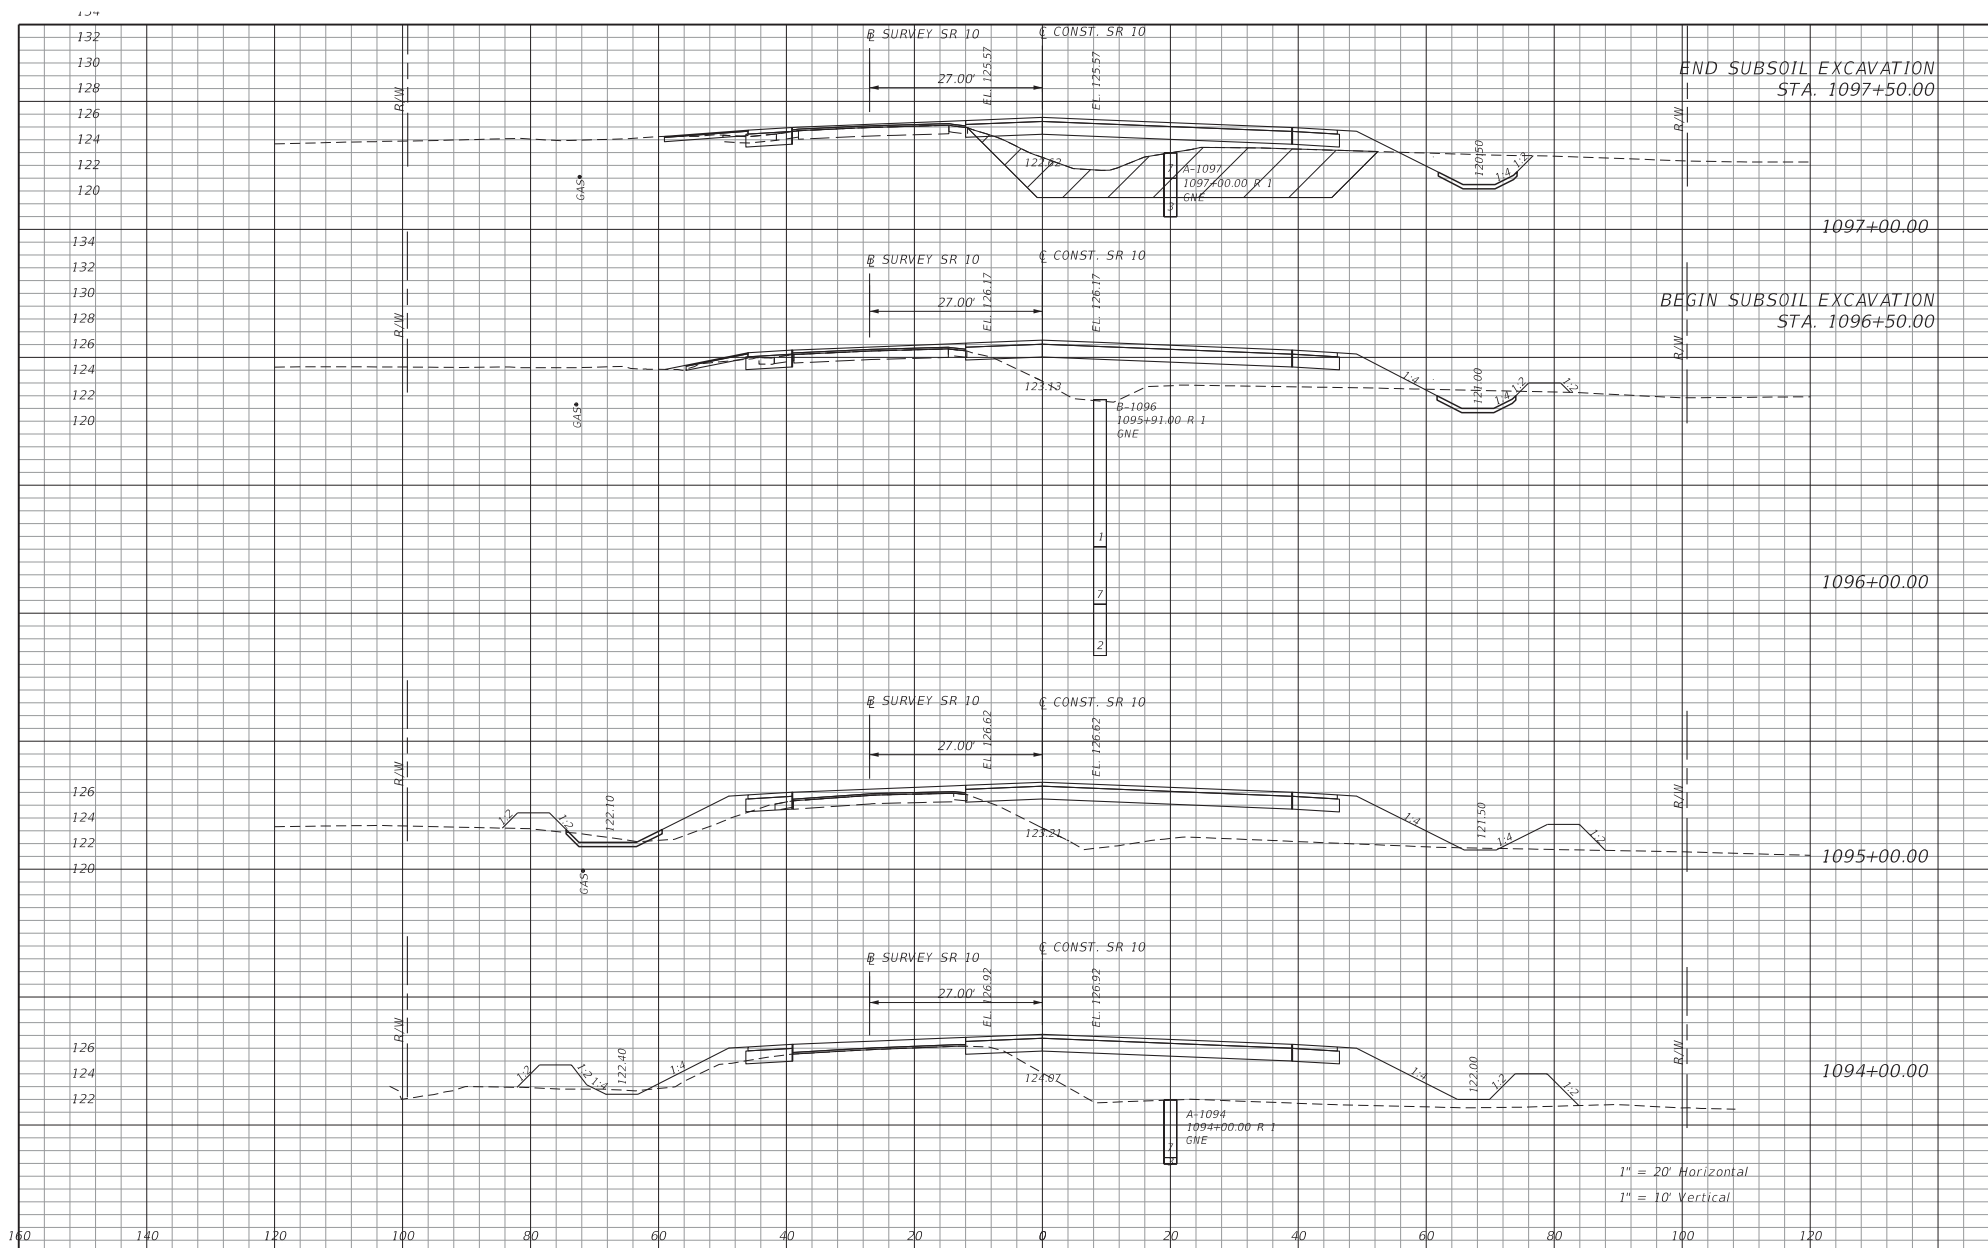 134
132
130
128
126
124
122
120
R/W
GAS
℄ SURVEY SR 10
27.00'
EL. 125.57
℄ CONST. SR 10
EL. 125.57
122.62
7
3
A-1097
1097+00.00 R 1
GNE
120.50
1:4
1:2
R/W
END SUBSOIL EXCAVATION
STA. 1097+50.00
1097+00.00
134
132
130
128
126
124
122
120
R/W
GAS
℄ SURVEY SR 10
27.00'
EL. 126.17
℄ CONST. SR 10
EL. 126.17
123.13
B-1096
1095+91.00 R 1
GNE
1
7
2
1:4
121.00
1:4
1:2
1:2
R/W
BEGIN SUBSOIL EXCAVATION
STA. 1096+50.00
1096+00.00
126
124
122
120
R/W
1:2
1:2
122.10
GAS
℄ SURVEY SR 10
27.00'
EL. 126.62
℄ CONST. SR 10
EL. 126.62
123.21
1:4
121.50
1:4
1:2
R/W
1095+00.00
126
124
122
R/W
1:2
1:2
1:4
122.40
1:4
℄ SURVEY SR 10
27.00'
EL. 126.92
℄ CONST. SR 10
EL. 126.92
124.07
7
A-1094
1094+00.00 R 1
GNE
1:4
122.00
1:2
1:2
R/W
1094+00.00
1" = 20' Horizontal
1" = 10' Vertical
160 140 120 100 80 60 40 20 0 20 40 60 80 100 120